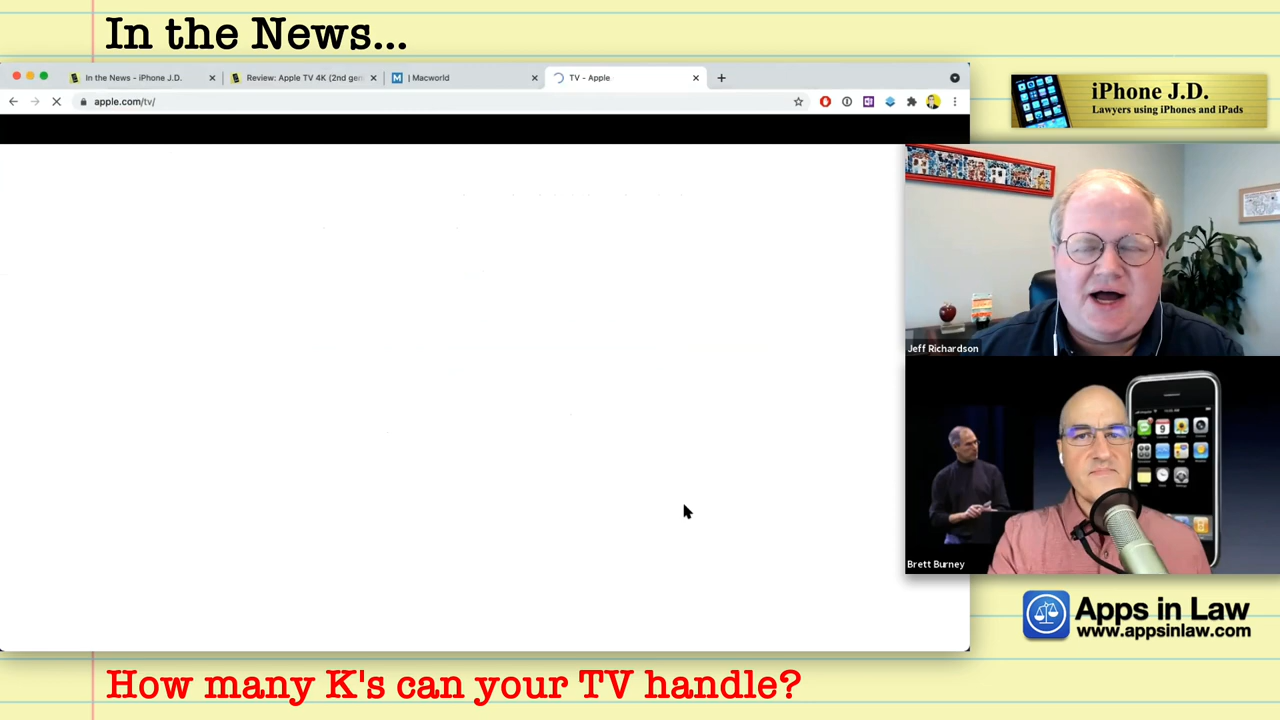 In the News...
In the News - iPhone J.D.
Review: Apple TV 4K (2nd gen
| Macworld
TV - Apple
apple.com/tv/
iPhone J.D.
Lawyers using iPhones and iPads
Jeff Richardson
Brett Burney
Apps in Law
www.appsinlaw.com
How many K's can your TV handle?